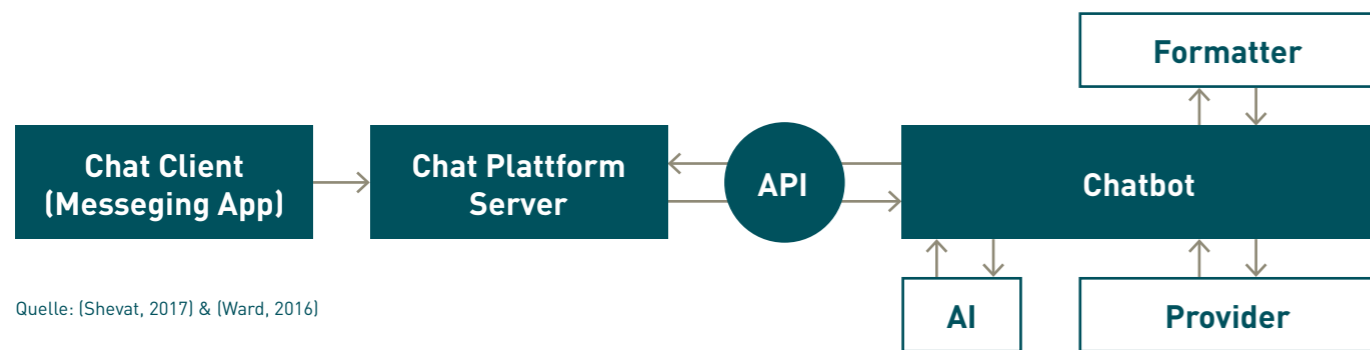 Formatter
Chat Client
(Messeging App)
Chat Plattform
Server
API
Chatbot
Quelle: (Shevat, 2017) & (Ward, 2016)
AI
Provider